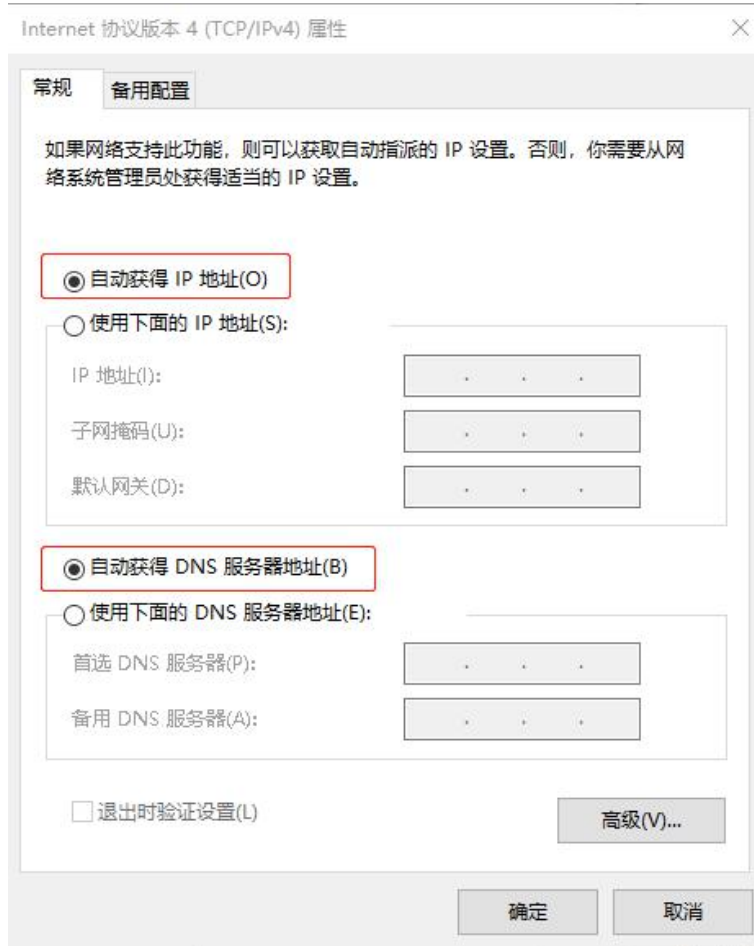 Internet 协议版本 4 (TCP/IPv4) 属性
常规
备用配置
如果网络支持此功能，则可以获取自动指派的 IP 设置。否则，你需要从网
络系统管理员处获得适当的 IP 设置。
自动获得 IP 地址(O)
使用下面的 IP 地址(S):
IP 地址(I):
子网掩码(U):
默认网关(D):
自动获得 DNS 服务器地址(B)
使用下面的 DNS 服务器地址(E):
首选 DNS 服务器(P):
备用 DNS 服务器(A):
退出时验证设置(L)
高级(V)...
确定
取消